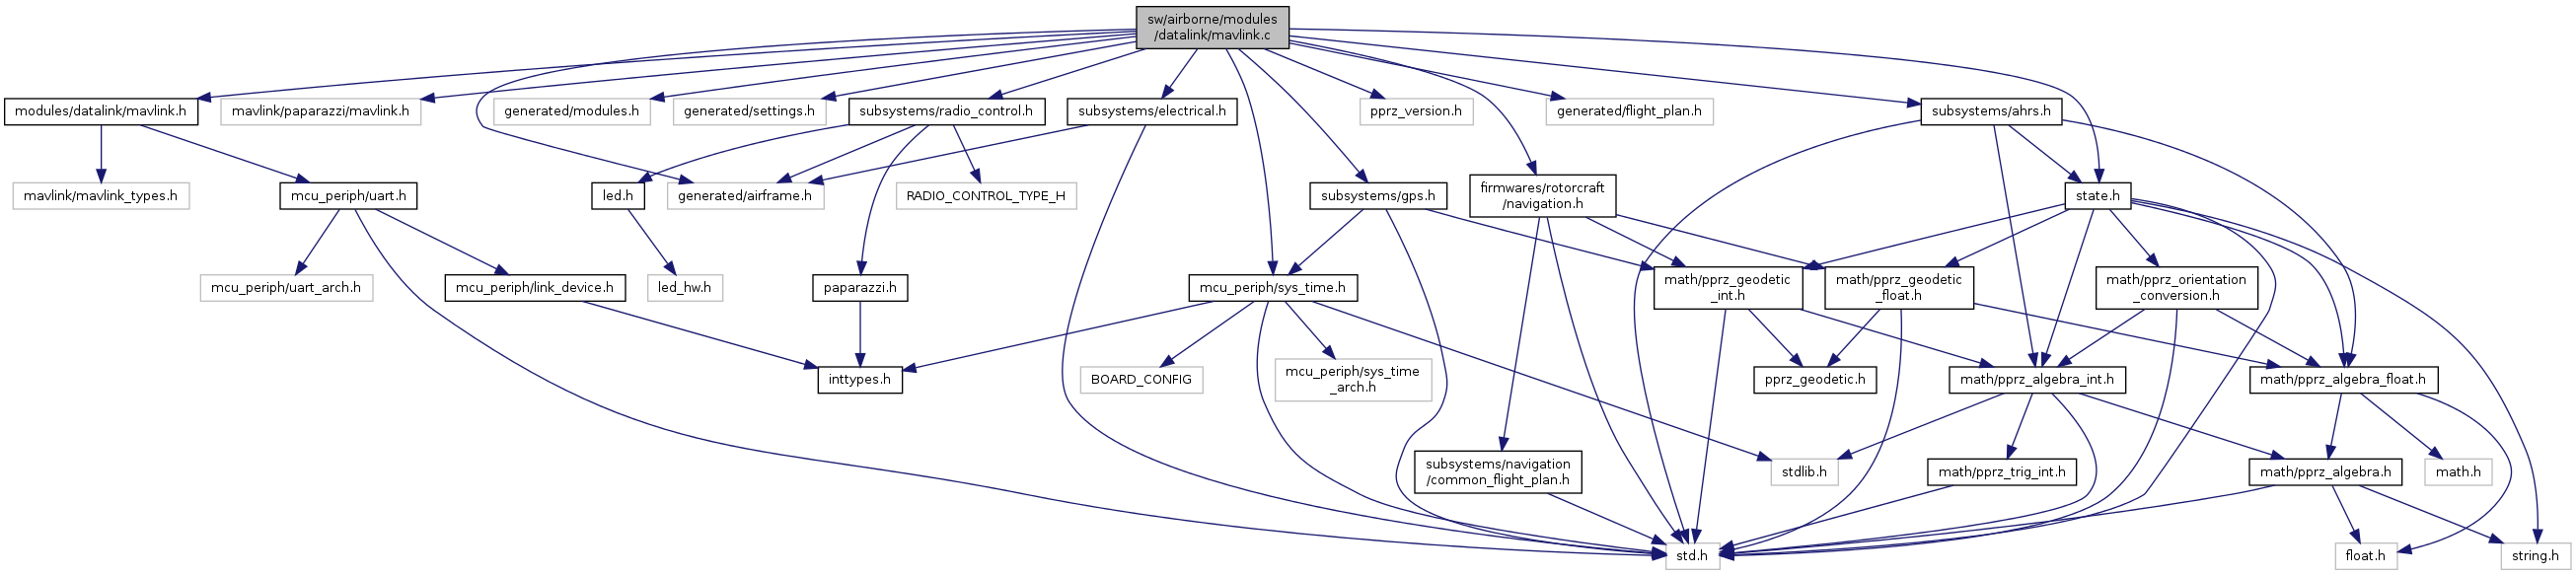 sw/airborne/modules
/datalink/mavlink.c
modules/datalink/mavlink.h
mavlink/paparazzi/mavlink.h
generated/modules.h
generated/settings.h
subsystems/radio_control.h
subsystems/electrical.h
pprz_version.h
generated/flight_plan.h
subsystems/ahrs.h
mavlink/mavlink_types.h
mcu_periph/uart.h
led.h
generated/airframe.h
RADIO_CONTROL_TYPE_H
subsystems/gps.h
firmwares/rotorcraft
/navigation.h
state.h
mcu_periph/uart_arch.h
mcu_periph/link_device.h
led_hw.h
paparazzi.h
mcu_periph/sys_time.h
math/pprz_geodetic
_int.h
math/pprz_geodetic
_float.h
math/pprz_orientation
_conversion.h
inttypes.h
BOARD_CONFIG
mcu_periph/sys_time
_arch.h
pprz_geodetic.h
math/pprz_algebra_int.h
math/pprz_algebra_float.h
subsystems/navigation
/common_flight_plan.h
stdlib.h
math/pprz_trig_int.h
math/pprz_algebra.h
math.h
std.h
float.h
string.h